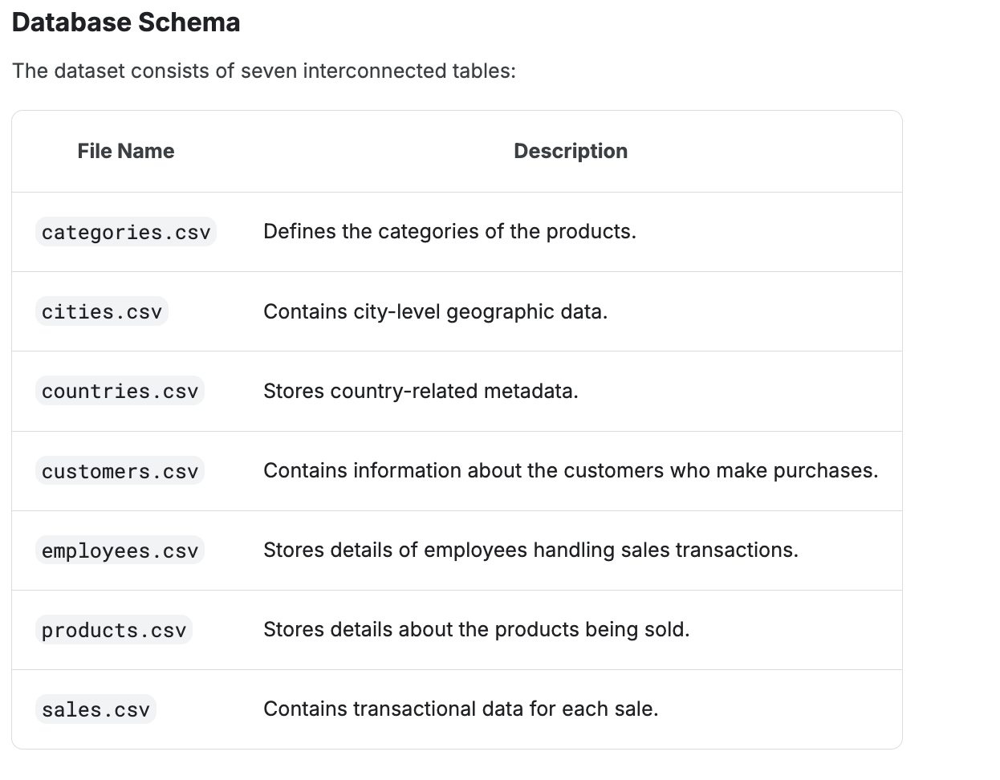 Database Schema
The dataset consists of seven interconnected tables:
File Name Description
categories.csv Defines the categories of the products.
cities.csv Contains city-level geographic data.
countries.csv Stores country-related metadata.
customers.csv Contains information about the customers who make purchases.
employees.csv Stores details of employees handling sales transactions.
products.csv Stores details about the products being sold.
sales.csv Contains transactional data for each sale.